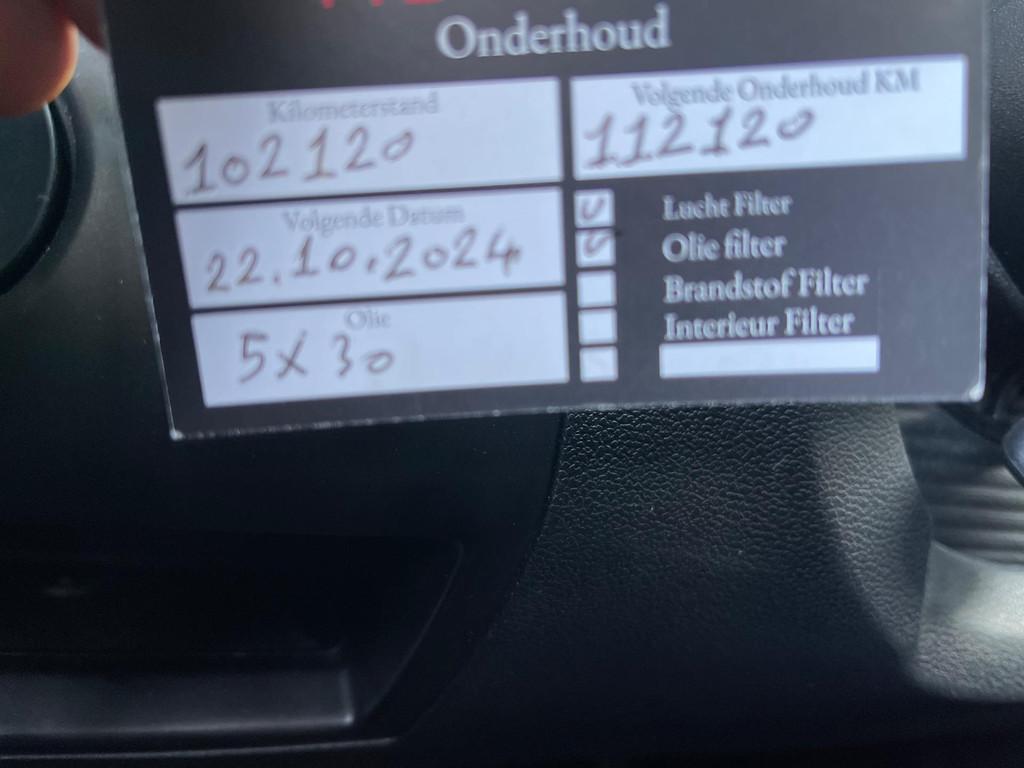 Onderhoud
Kilometerstand
102120
Volgende Onderhoud KM
112120
Volgende Datum
22.10.2024
Olie
5x30
Lucht Filter
Olie filter
Brandstof Filter
Interieur Filter